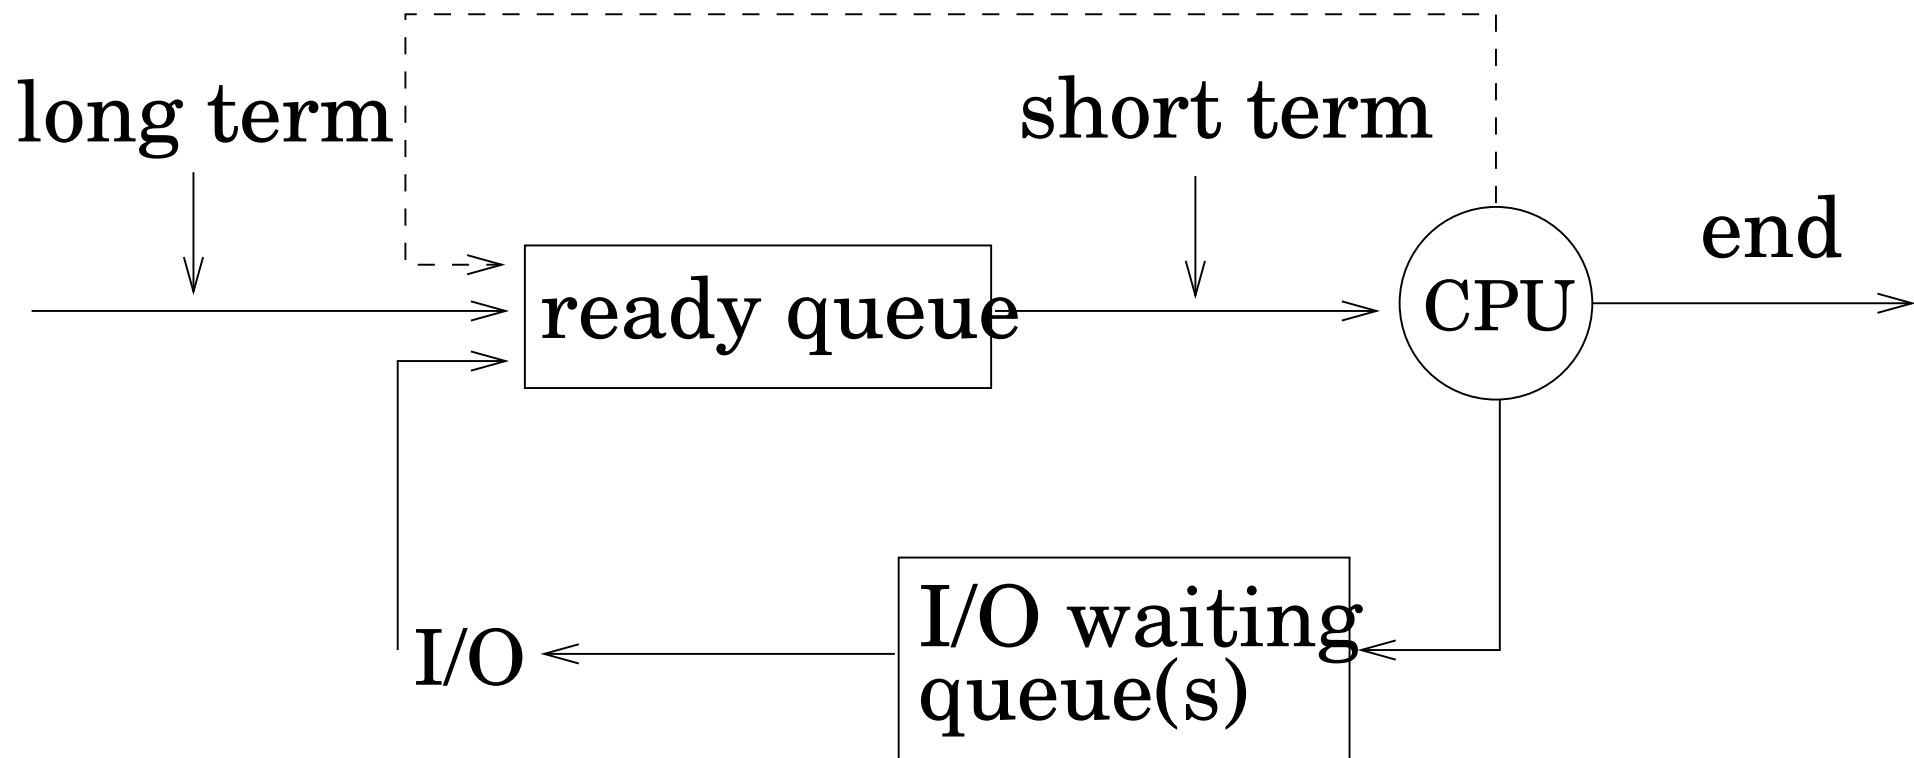 long term
short term
end
ready queue
CPU
I/O waiting
queue(s)
I/O